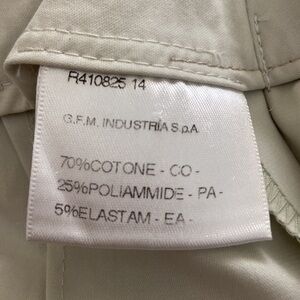 R410825 14
G.F.M. INDUSTRIA S.p.A
70%COTONE - CO -
25%POLIAMMIDE - PA -
5%ELASTAM - EA -